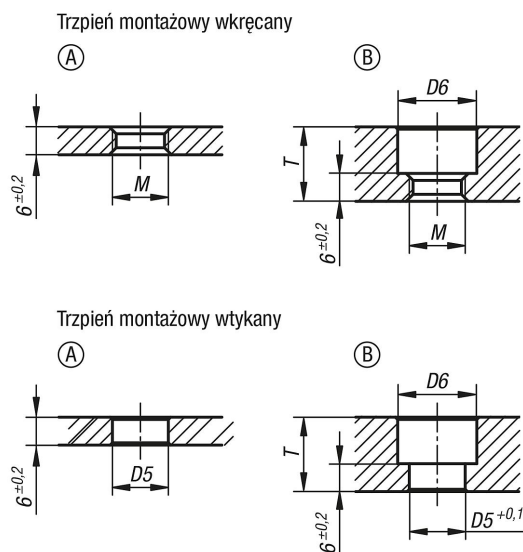 Trzpień montażowy wkręcany
A
B
D6
T
6±0,2
M
6±0,2
M
Trzpień montażowy wtykany
A
B
D6
T
6±0,2
D5
6±0,2
D5+0,1